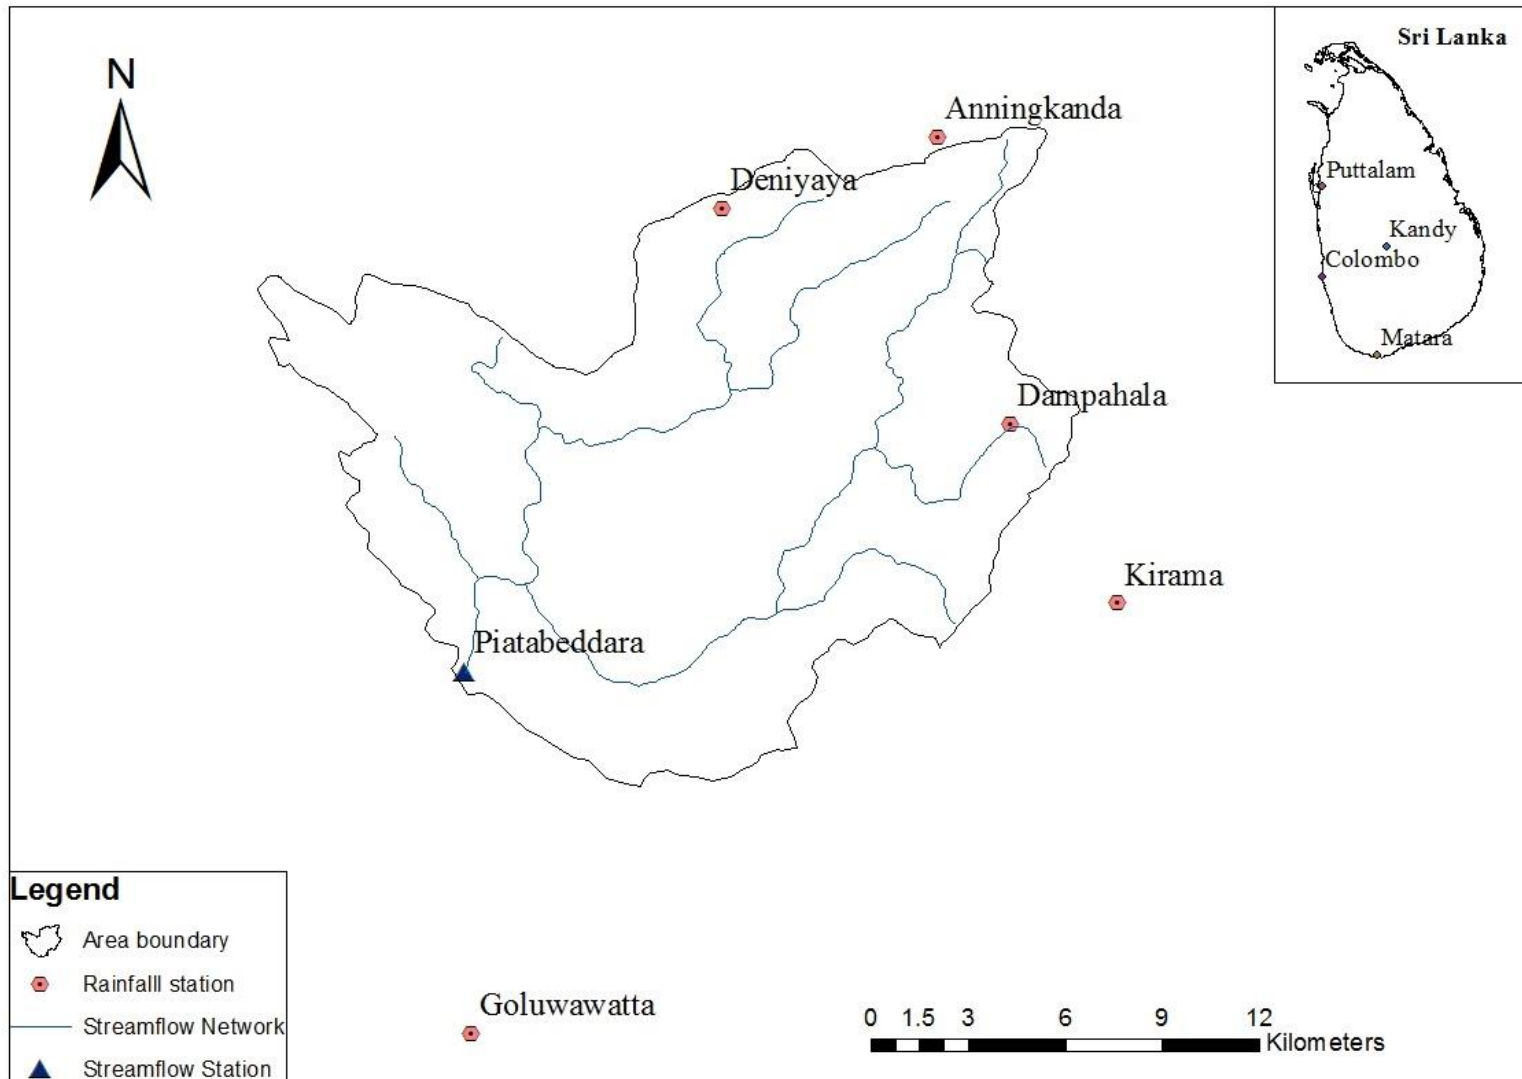 Sri Lanka
N
Anningkanda
Deniyaya
Puttalam
Kandy
Colombo
Matara
Dampahala
Kirama
Piatabeddara
Legend
Area boundary
Rainfalll station
Streamflow Network
Streamflow Station
Goluwawatta
0 1.5 3 6 9 12
Kilometers